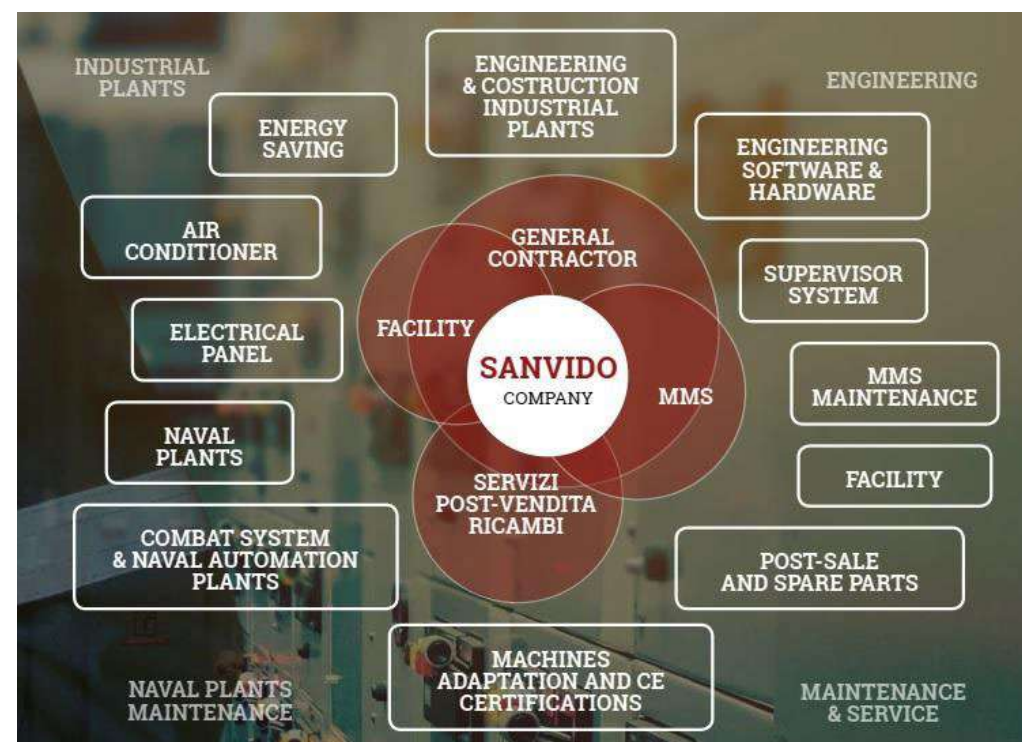 INDUSTRIAL
PLANTS
ENGINEERING
& COSTRUCTION
INDUSTRIAL
PLANTS
ENGINEERING
ENERGY
SAVING
ENGINEERING
SOFTWARE &
HARDWARE
AIR
CONDITIONER
GENERAL
CONTRACTOR
SUPERVISOR
SYSTEM
ELECTRICAL
PANEL
FACILITY
SANVIDO
COMPANY
MMS
MMS
MAINTENANCE
NAVAL
PLANTS
SERVIZI
POST-VENDITA
RICAMBI
FACILITY
COMBAT SYSTEM
& NAVAL AUTOMATION
PLANTS
POST-SALE
AND SPARE PARTS
MACHINES
ADAPTATION AND CE
CERTIFICATIONS
NAVAL PLANTS
MAINTENANCE
MAINTENANCE
& SERVICE